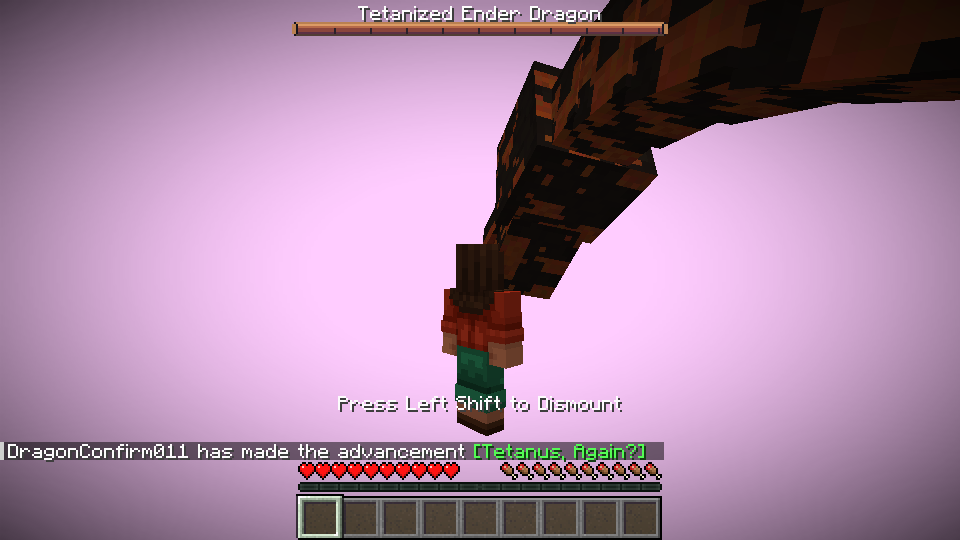 Tetanized Ender Dragon
Press Left Shift to Dismount
DragonConfirm011 has made the advancement [Tetanus, Again?]